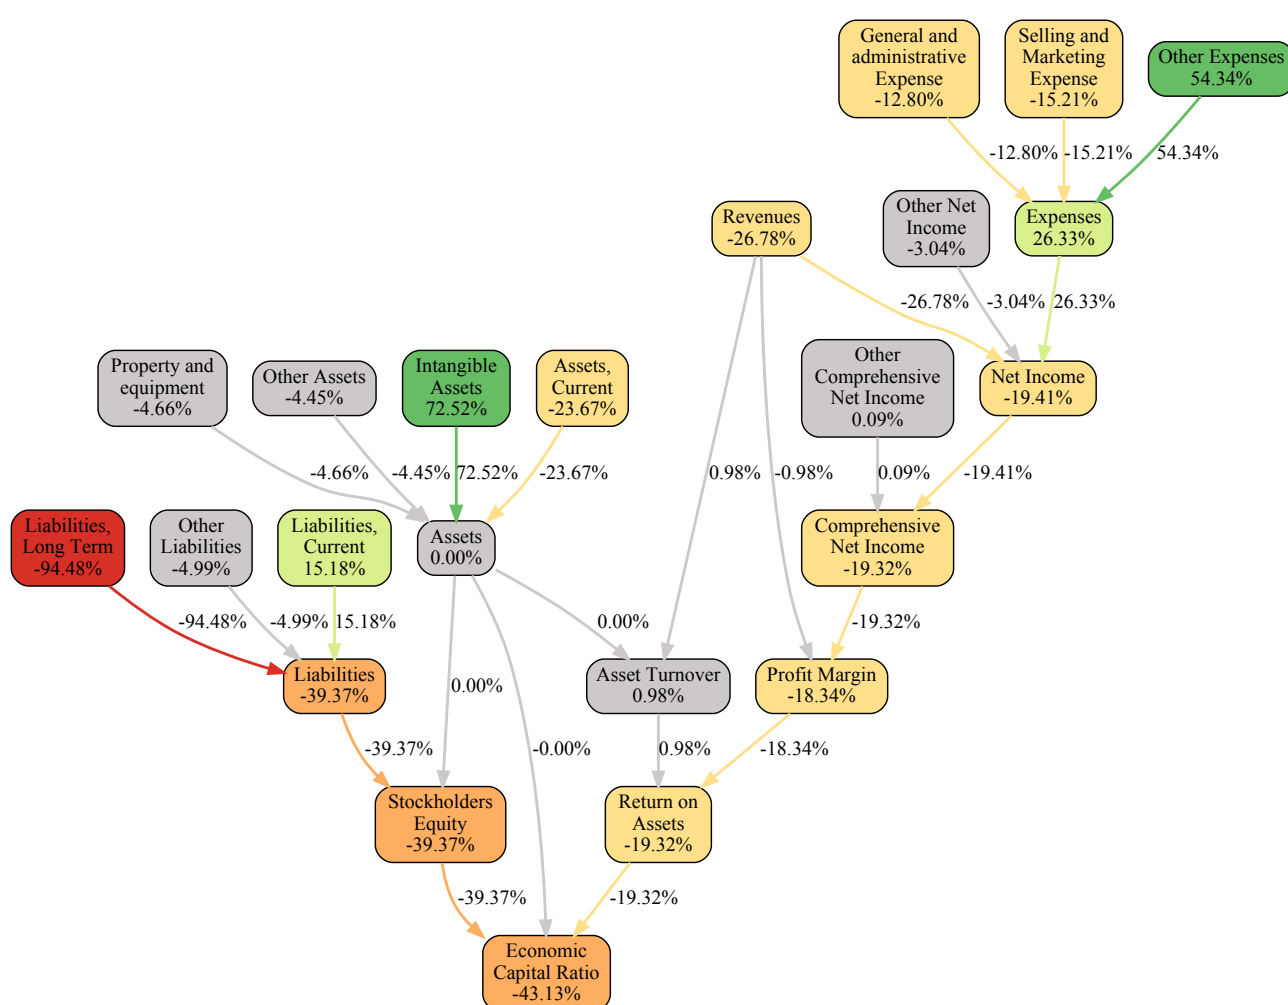 General and
administrative
Expense
-12.80%
Selling and
Marketing
Expense
-15.21%
Other Expenses
54.34%
-12.80%
-15.21%
54.34%
Revenues
-26.78%
Other Net
Income
-3.04%
Expenses
26.33%
-26.78%
-3.04%
26.33%
Property and
equipment
-4.66%
Other Assets
-4.45%
Intangible
Assets
72.52%
Assets,
Current
-23.67%
Other
Comprehensive
Net Income
0.09%
Net Income
-19.41%
-4.66%
-4.45%
72.52%
-23.67%
0.98%
-0.98%
0.09%
-19.41%
Liabilities,
Long Term
-94.48%
Other
Liabilities
-4.99%
Liabilities,
Current
15.18%
Assets
0.00%
Comprehensive
Net Income
-19.32%
-94.48%
-4.99%
15.18%
0.00%
-19.32%
Liabilities
-39.37%
0.00%
Asset Turnover
0.98%
Profit Margin
-18.34%
-39.37%
-0.00%
0.98%
-18.34%
Stockholders
Equity
-39.37%
Return on
Assets
-19.32%
-39.37%
-19.32%
Economic
Capital Ratio
-43.13%